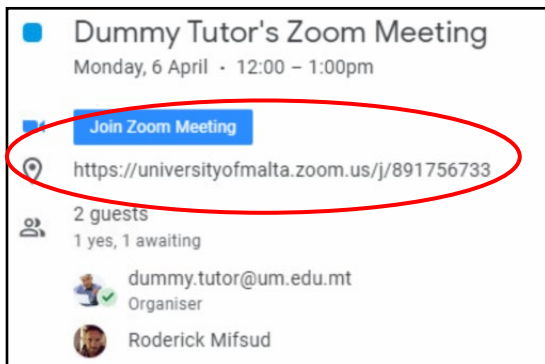 Dummy Tutor's Zoom Meeting
Monday, 6 April · 12:00 – 1:00pm
Join Zoom Meeting
https://universityofmalta.zoom.us/j/891756733
2 guests
1 yes, 1 awaiting
dummy.tutor@um.edu.mt
Organiser
Roderick Mifsud